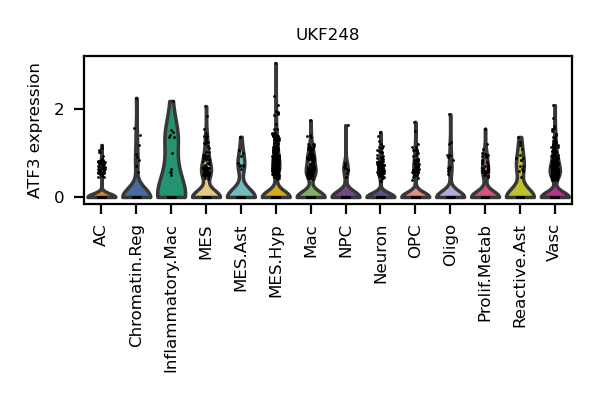 UKF248
ATF3 expression
2
0
AC
Chromatin.Reg
Inflammatory.Mac
MES
MES.Ast
MES.Hyp
Mac
NPC
Neuron
OPC
Oligo
Prolif.Metab
Reactive.Ast
Vasc